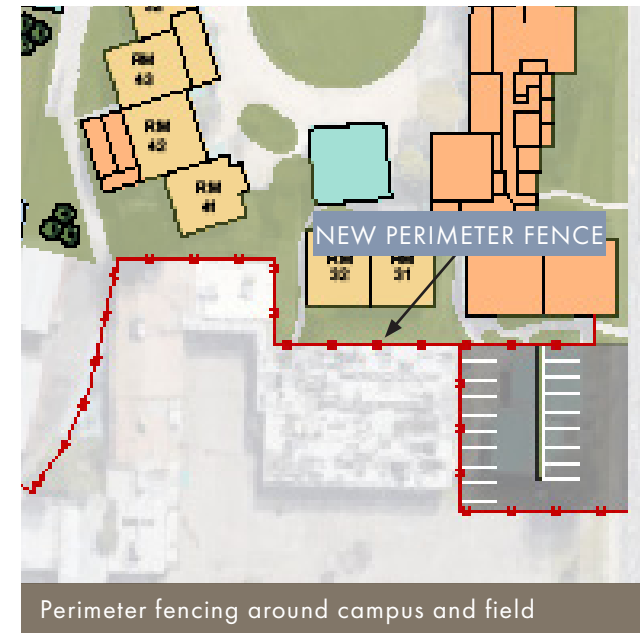 RM
43
RM
42
RM
41
NEW PERIMETER FENCE
RM RM
32 31
Perimeter fencing around campus and field